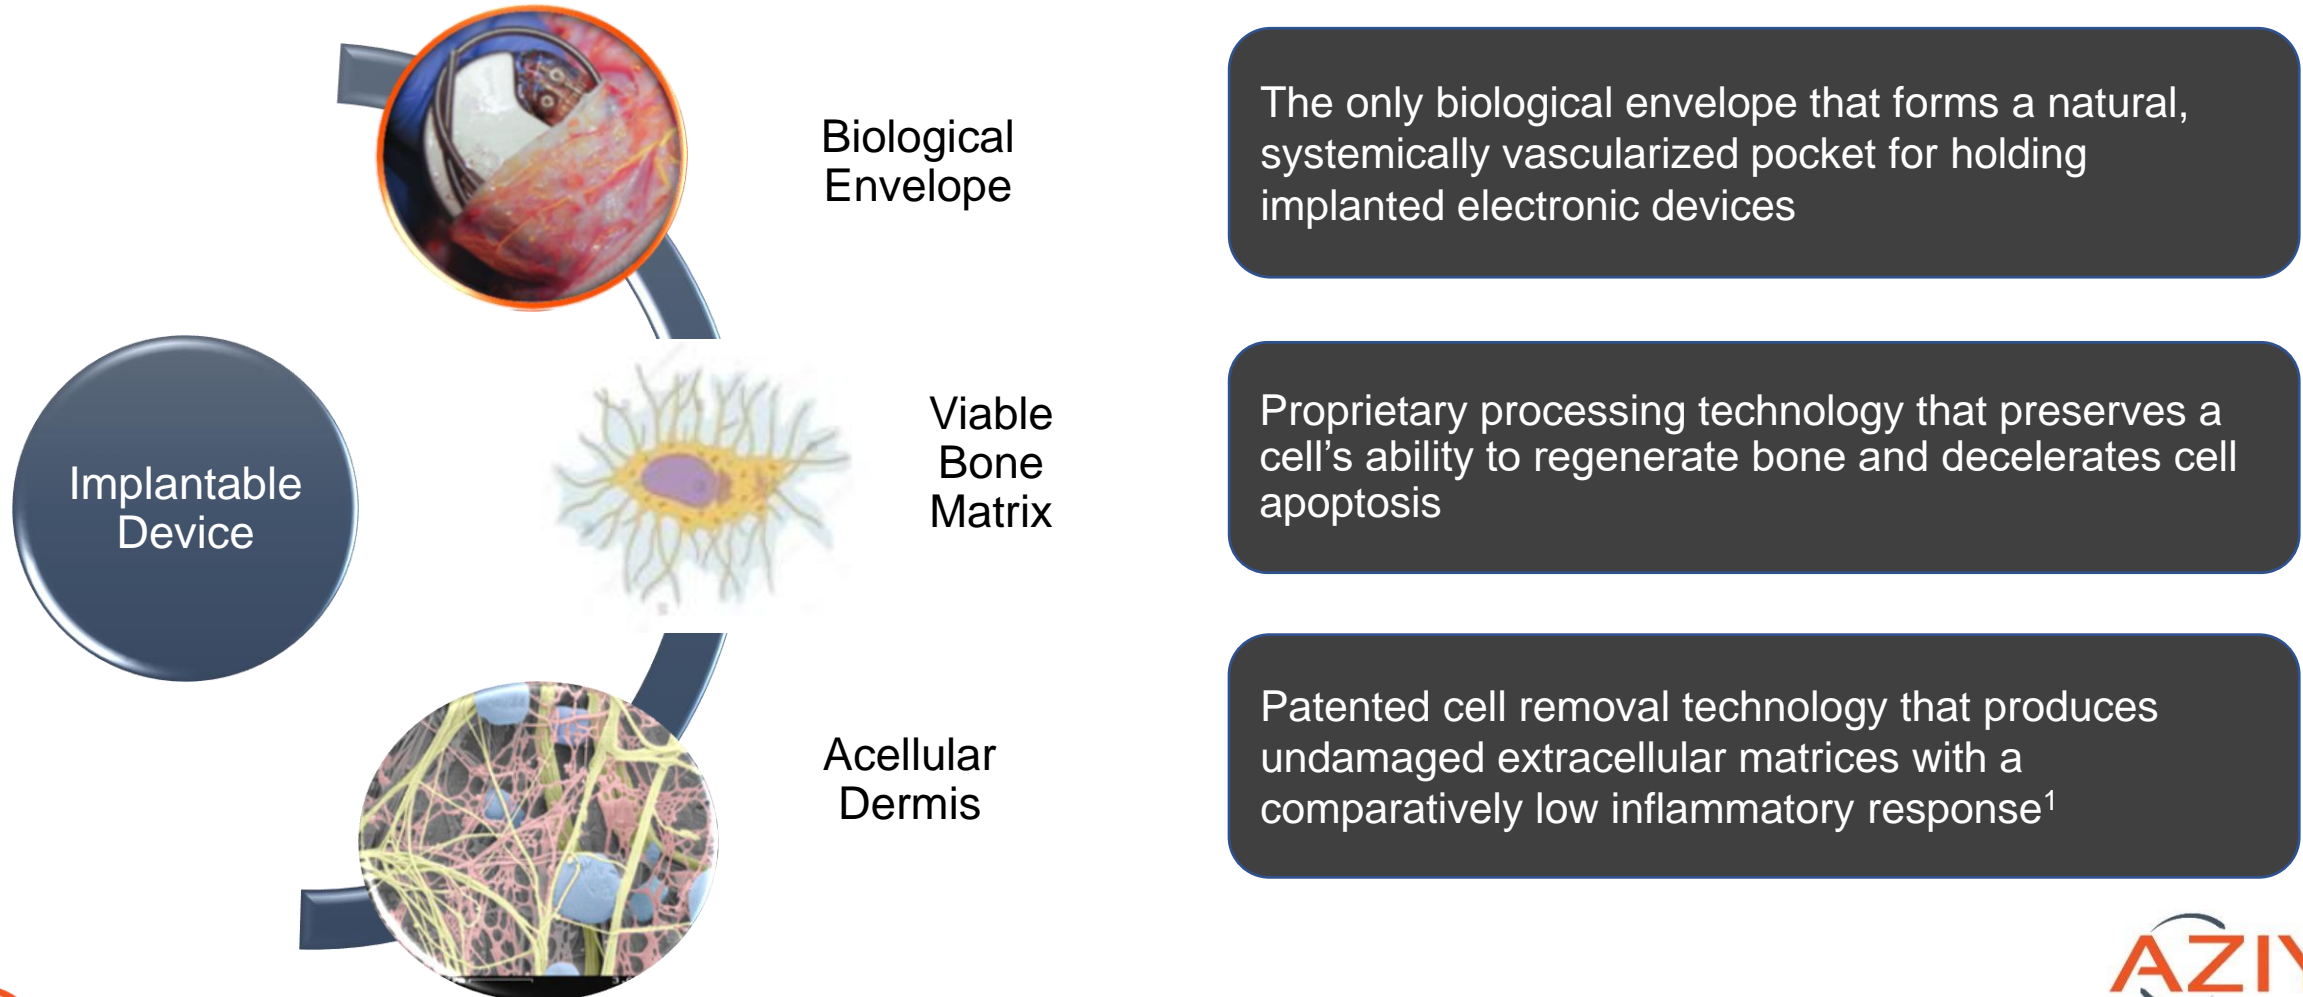 Biological
Envelope
The only biological envelope that forms a natural,
systemically vascularized pocket for holding
implanted electronic devices
Implantable
Device
Viable
Bone
Matrix
Proprietary processing technology that preserves a
cell’s ability to regenerate bone and decelerates cell
apoptosis
Acellular
Dermis
Patented cell removal technology that produces
undamaged extracellular matrices with a
comparatively low inflammatory response¹